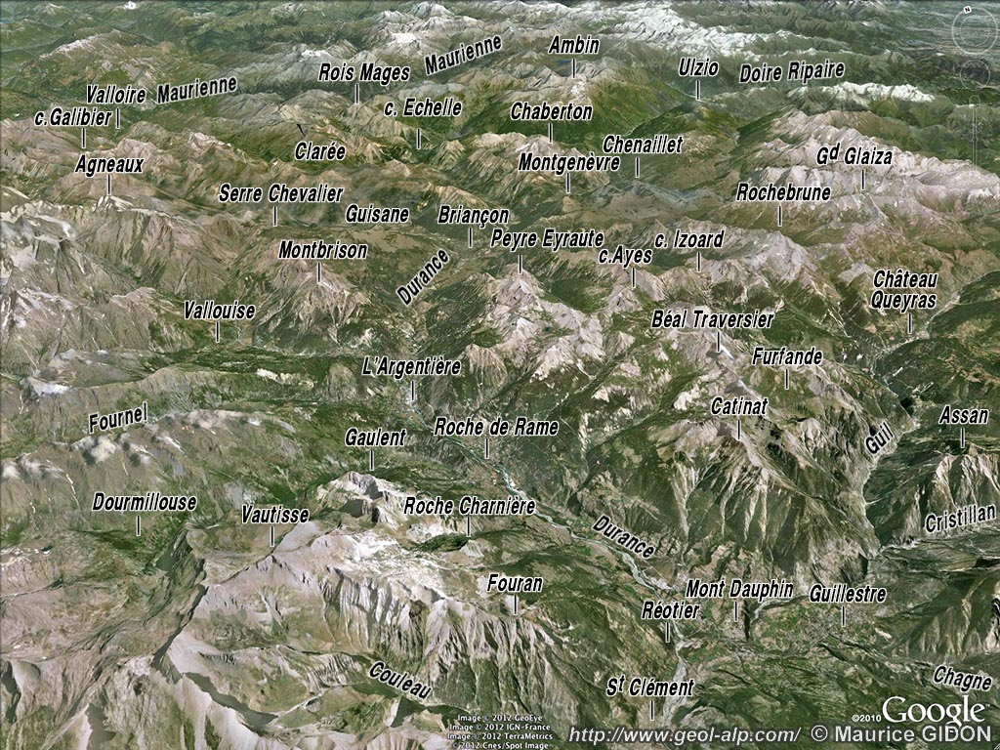 N
Ambin
Maurienne
Rois Mages
Ulzio
Doire Ripaire
Valloire
Maurienne
c. Galibier
c. Echelle
Chaberton
Clarée
Chenaillet
Montgenèvre
Gd Glaiza
Agneaux
Serre Chevalier
Rochebrune
Guisane
Briançon
Peyre Eyraute
c. Izoard
c.Ayes
Montbrison
Durance
Château
Queyras
Vallouise
Béal Traversier
Furfande
L'Argentière
Catinat
Fournel
Gaulent
Roche de Rame
Guil
Assan
Dourmillouse
Vautisse
Roche Charnière
Cristillan
Durance
Fouran
Mont Dauphin
Guillestre
Réotier
Couleau
St Clément
Chagne
Image © 2012 GeoEye
Image © 2012 IGN-France
Image © 2012 TerraMetrics
© 2012 Cnes/Spot Image
©2010 Google
http://www.geol-alp.com/ © Maurice GIDON